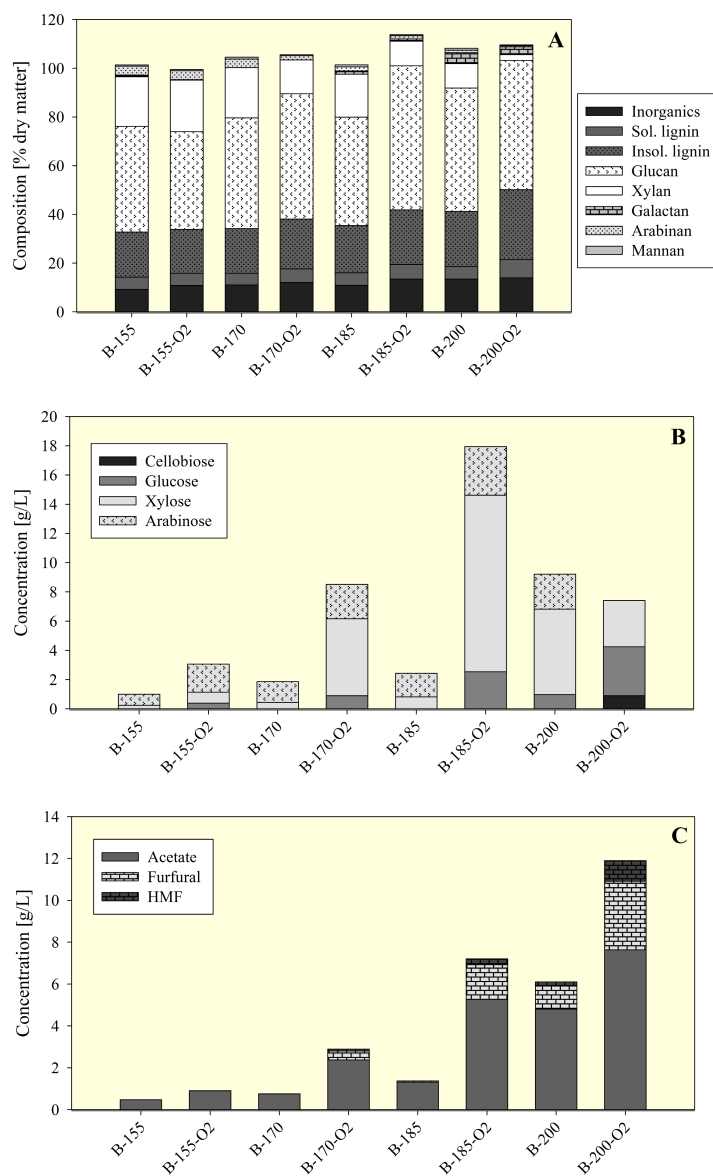 120
A
100
80
60
40
20
0
Composition [% dry matter]
Inorganics
Sol. lignin
Insol. lignin
Glucan
Xylan
Galactan
Arabinan
Mannan
B-155
B-155-O2
B-170
B-170-O2
B-185
B-185-O2
B-200
B-200-O2
20
B
18
16
14
12
10
8
6
4
2
0
Concentration [g/L]
Cellobiose
Glucose
Xylose
Arabinose
B-155
B-155-O2
B-170
B-170-O2
B-185
B-185-O2
B-200
B-200-O2
14
C
12
10
8
6
4
2
0
Concentration [g/L]
Acetate
Furfural
HMF
B-155
B-155-O2
B-170
B-170-O2
B-185
B-185-O2
B-200
B-200-O2